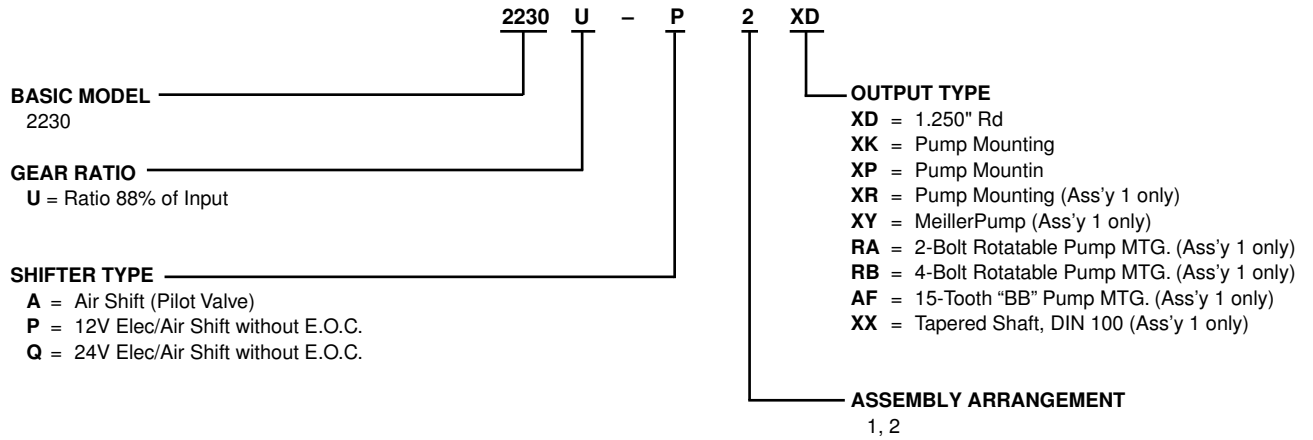 2230 U – P 2 XD
BASIC MODEL
2230
GEAR RATIO
U = Ratio 88% of Input
SHIFTER TYPE
A = Air Shift (Pilot Valve)
P = 12V Elec/Air Shift without E.O.C.
Q = 24V Elec/Air Shift without E.O.C.
OUTPUT TYPE
XD = 1.250" Rd
XK = Pump Mounting
XP = Pump Mountin
XR = Pump Mounting (Ass'y 1 only)
XY = MeillerPump (Ass'y 1 only)
RA = 2-Bolt Rotatable Pump MTG. (Ass'y 1 only)
RB = 4-Bolt Rotatable Pump MTG. (Ass'y 1 only)
AF = 15-Tooth “BB” Pump MTG. (Ass'y 1 only)
XX = Tapered Shaft, DIN 100 (Ass'y 1 only)
ASSEMBLY ARRANGEMENT
1, 2